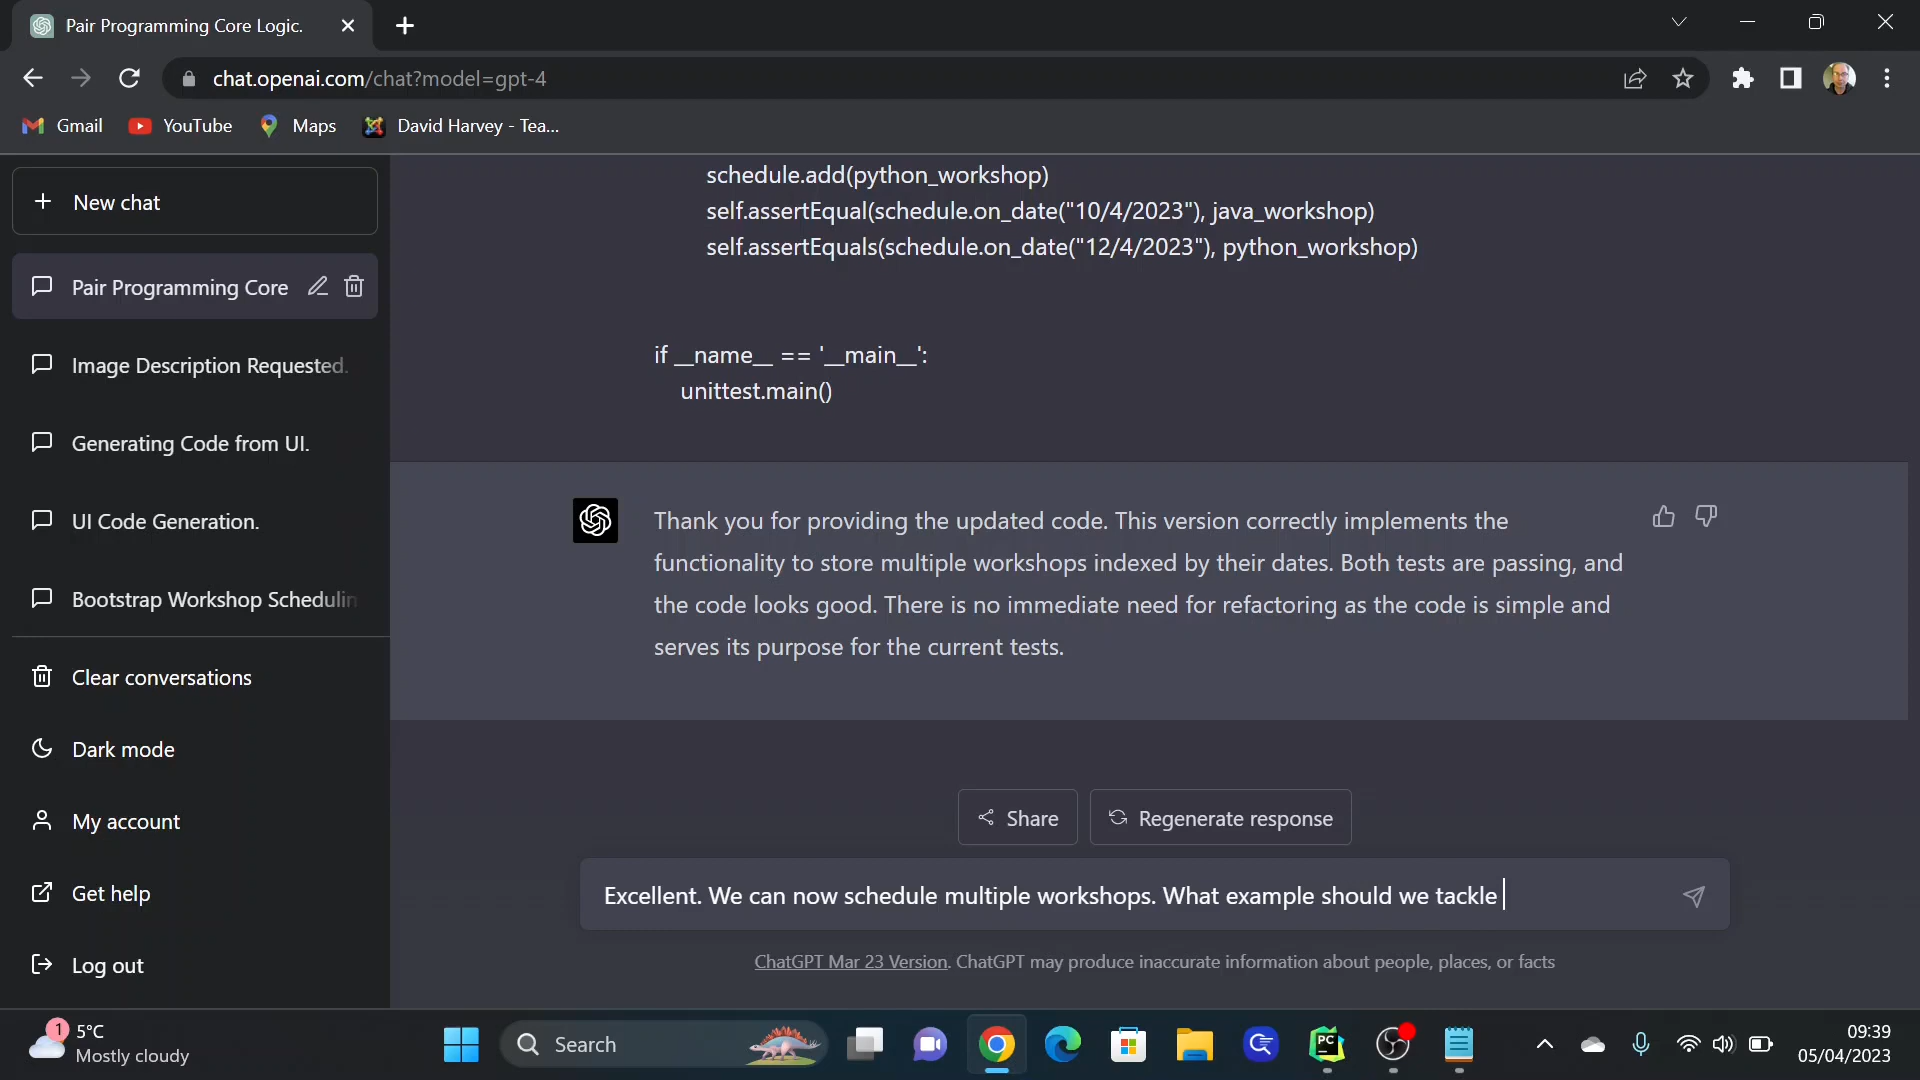 Pair Programming Core Logic.
chat.openai.com/chat?model=gpt-4
Gmail
YouTube
Maps
David Harvey - Tea...
New chat
Pair Programming Core
Image Description Requested.
Generating Code from UI.
UI Code Generation.
Bootstrap Workshop Schedulin
Clear conversations
Dark mode
My account
Get help
Log out
schedule.add(python_workshop)
self.assertEqual(schedule.on_date("10/4/2023"), java_workshop)
self.assertEquals(schedule.on_date("12/4/2023"), python_workshop)
if __name__ == '__main__':
unittest.main()
Thank you for providing the updated code. This version correctly implements the
functionality to store multiple workshops indexed by their dates. Both tests are passing, and
the code looks good. There is no immediate need for refactoring as the code is simple and
serves its purpose for the current tests.
Share
Regenerate response
Excellent. We can now schedule multiple workshops. What example should we tackle
ChatGPT Mar 23 Version. ChatGPT may produce inaccurate information about people, places, or facts
1
5°C
Mostly cloudy
Search
PC
09:39
05/04/2023